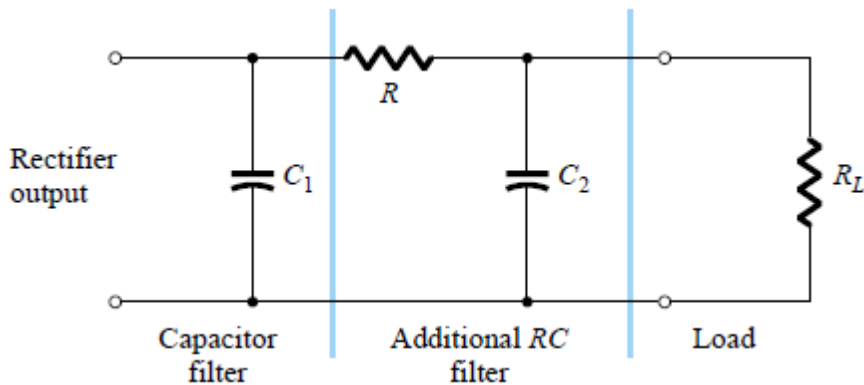 R
Rectifier
output
C1
C2
RL
Capacitor
filter
Additional RC
filter
Load